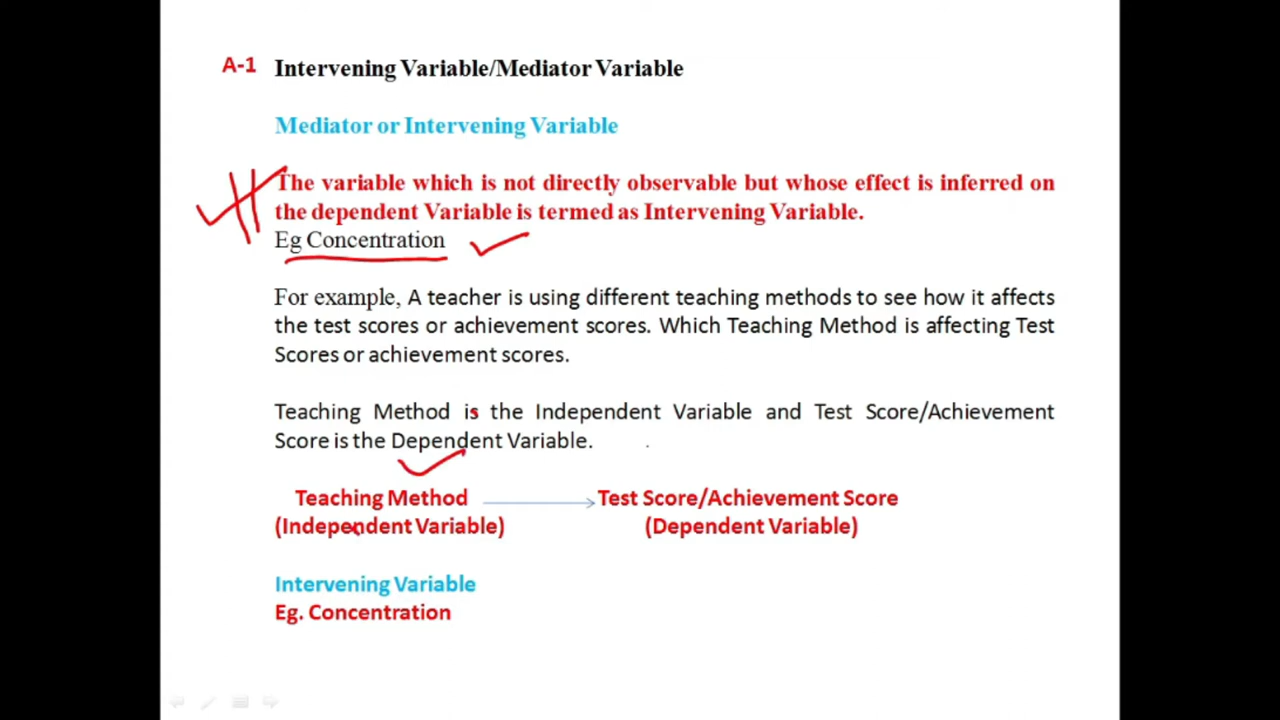 A-1 Intervening Variable/Mediator Variable
Mediator or Intervening Variable
The variable which is not directly observable but whose effect is inferred on
the dependent Variable is termed as Intervening Variable.
Eg Concentration
For example, A teacher is using different teaching methods to see how it affects
the test scores or achievement scores. Which Teaching Method is affecting Test
Scores or achievement scores.
Teaching Method is the Independent Variable and Test Score/Achievement
Score is the Dependent Variable.
Teaching Method Test Score/Achievement Score
(Independent Variable) (Dependent Variable)
Intervening Variable
Eg. Concentration